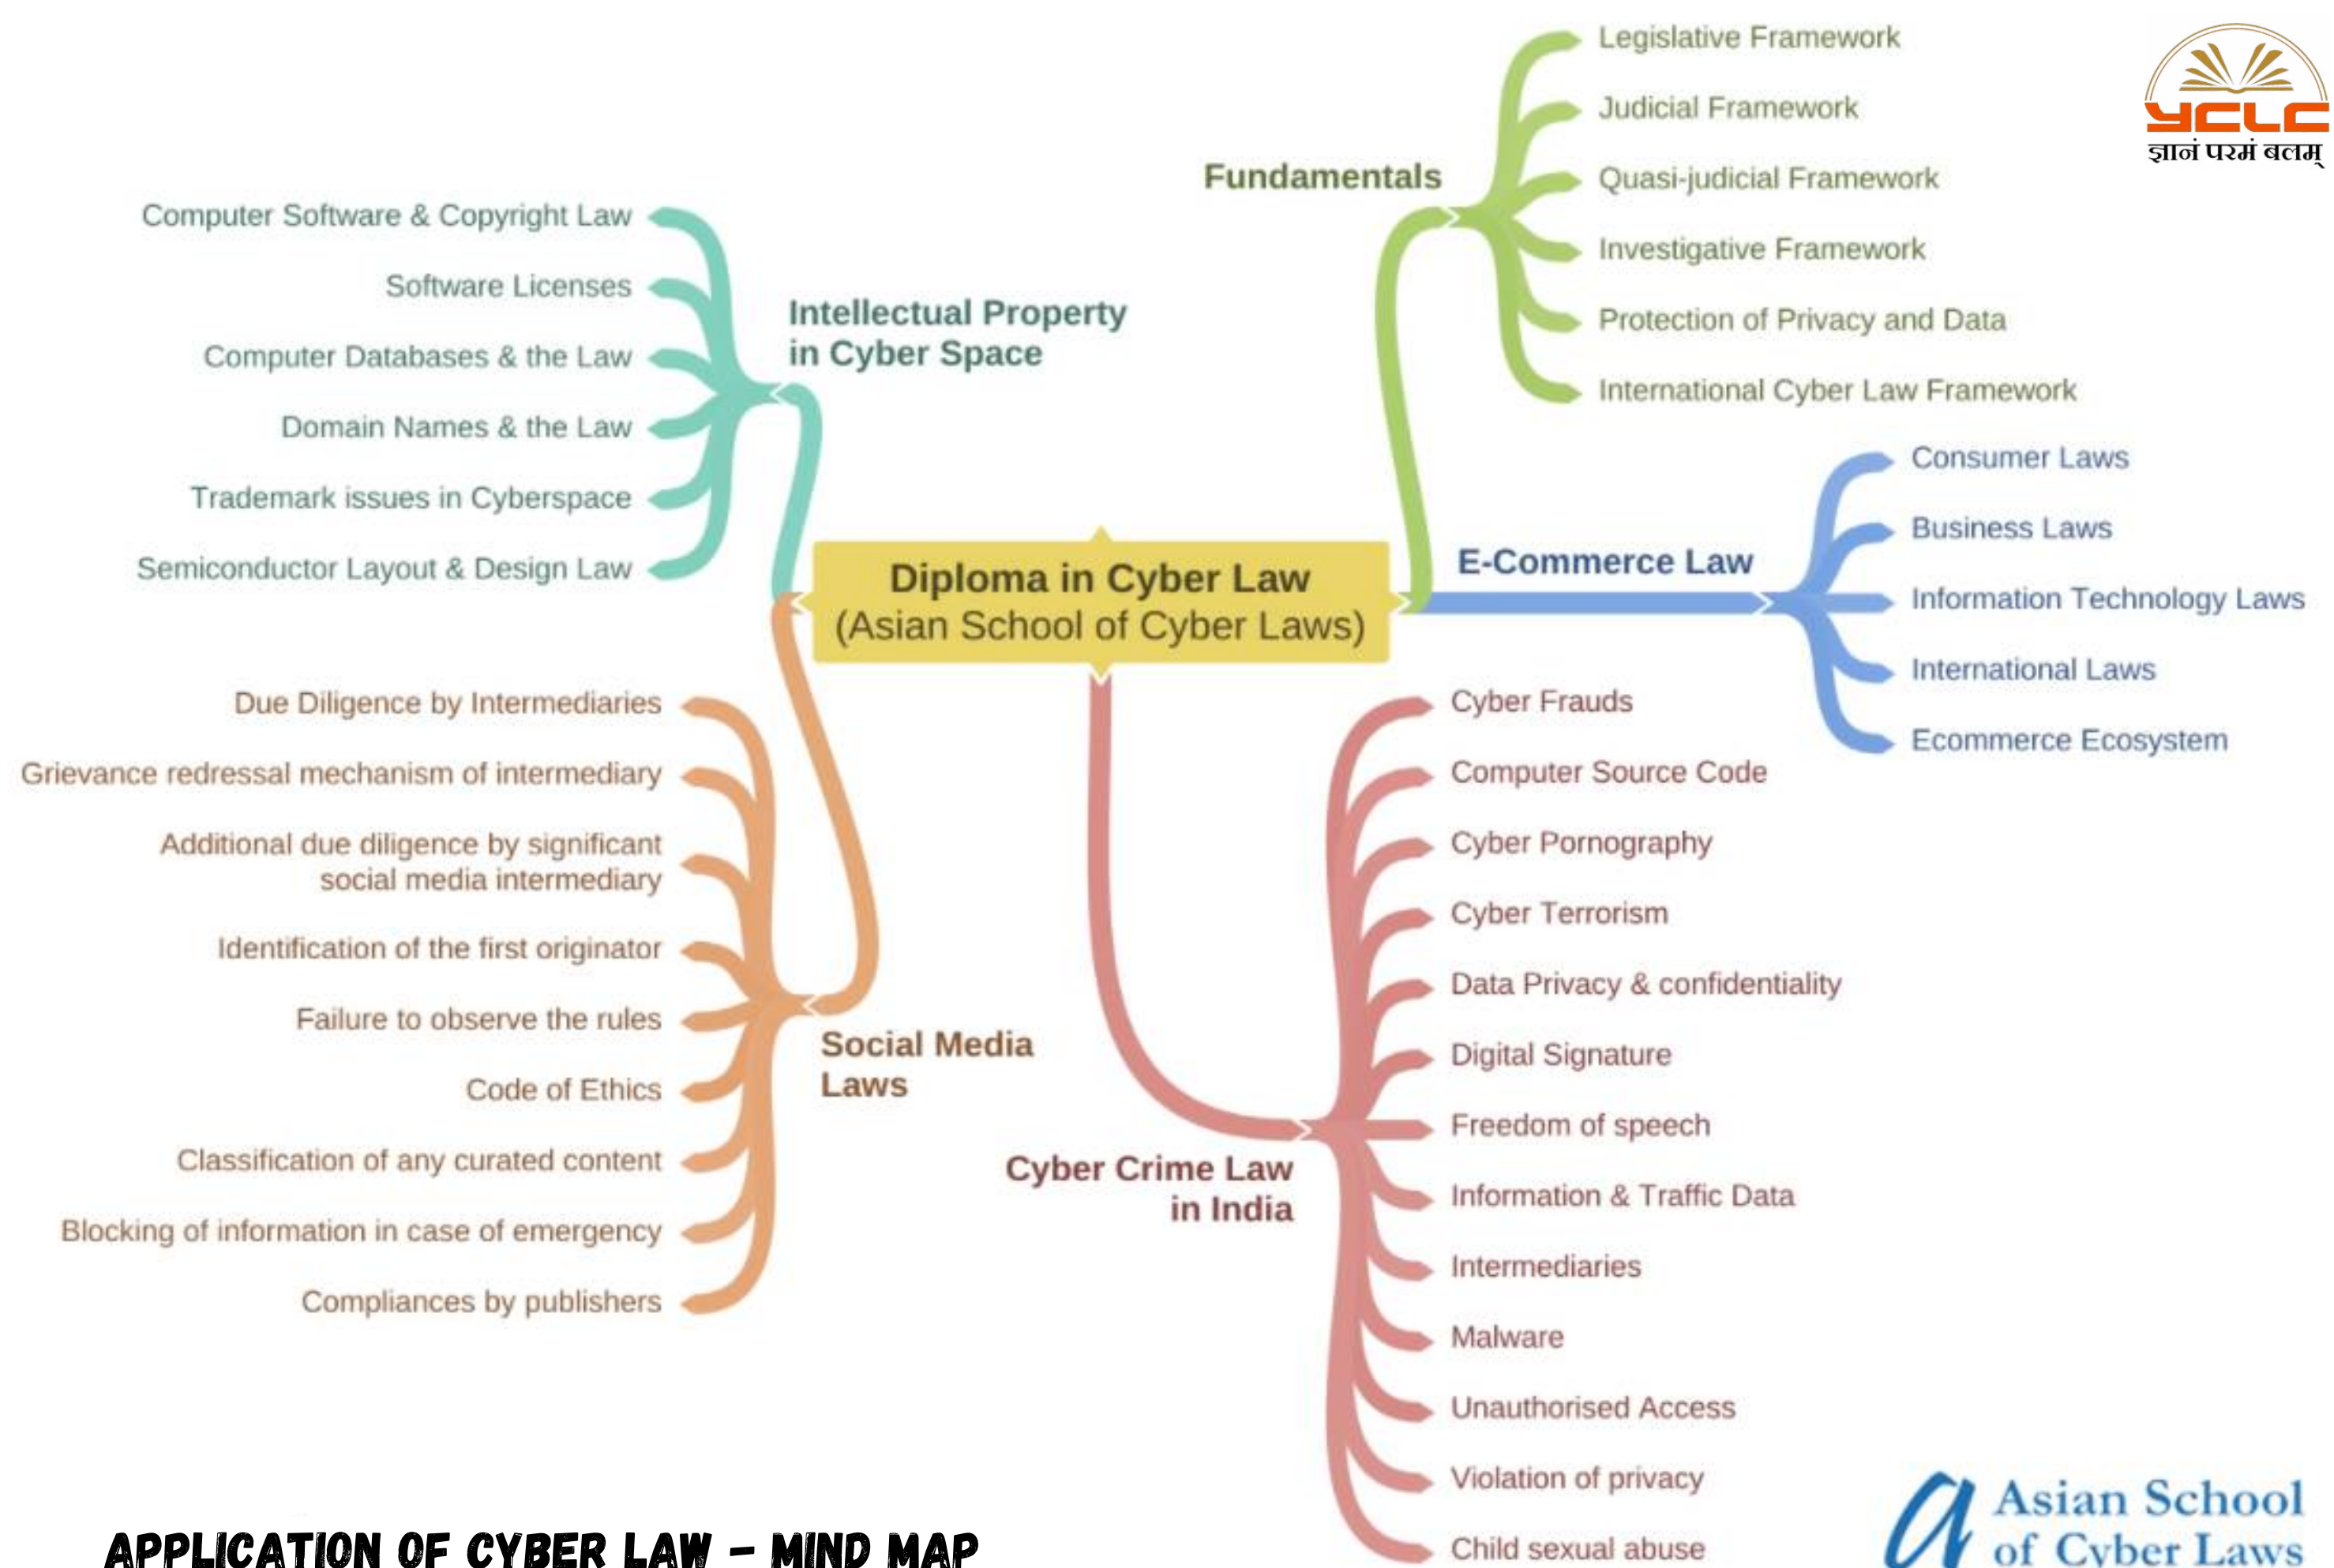 Legislative Framework
Judicial Framework
Fundamentals
Quasi-judicial Framework
Investigative Framework
Protection of Privacy and Data
International Cyber Law Framework
YCLC
ज्ञानं परमं बलम्
Computer Software & Copyright Law
Software Licenses
Intellectual Property
in Cyber Space
Computer Databases & the Law
Domain Names & the Law
Trademark issues in Cyberspace
Semiconductor Layout & Design Law
Diploma in Cyber Law
(Asian School of Cyber Laws)
E-Commerce Law
Consumer Laws
Business Laws
Information Technology Laws
International Laws
Ecommerce Ecosystem
Due Diligence by Intermediaries
Grievance redressal mechanism of intermediary
Additional due diligence by significant
social media intermediary
Identification of the first originator
Failure to observe the rules
Social Media
Laws
Code of Ethics
Classification of any curated content
Blocking of information in case of emergency
Compliances by publishers
Cyber Crime Law
in India
Cyber Frauds
Computer Source Code
Cyber Pornography
Cyber Terrorism
Data Privacy & confidentiality
Digital Signature
Freedom of speech
Information & Traffic Data
Intermediaries
Malware
Unauthorised Access
Violation of privacy
Child sexual abuse
APPLICATION OF CYBER LAW - MIND MAP
Asian School
of Cyber Laws